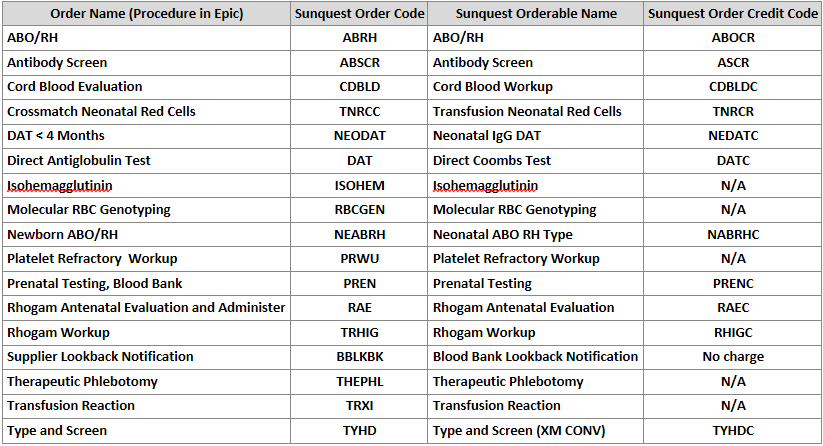 Order Name (Procedure in Epic) Sunquest Order Code Sunquest Orderable Name Sunquest Order Credit Code
ABO/RH ABRH ABO/RH ABOCR
Antibody Screen ABSCR Antibody Screen ASCR
Cord Blood Evaluation CDBLD Cord Blood Workup CDBLDC
Crossmatch Neonatal Red Cells TNRCC Transfusion Neonatal Red Cells TNRCR
DAT < 4 Months NEODAT Neonatal IgG DAT NEDATC
Direct Antiglobulin Test DAT Direct Coombs Test DATC
Isohemagglutinin ISOHEM Isohemagglutinin N/A
Molecular RBC Genotyping RBCGEN Molecular RBC Genotyping N/A
Newborn ABO/RH NEABRH Neonatal ABO RH Type NABRHC
Platelet Refractory Workup PRWU Platelet Refractory Workup N/A
Prenatal Testing, Blood Bank PREN Prenatal Testing PRENC
Rhogam Antenatal Evaluation and Administer RAE Rhogam Antenatal Evaluation RAEC
Rhogam Workup TRHIG Rhogam Workup RHIGC
Supplier Lookback Notification BBLKBK Blood Bank Lookback Notification No charge
Therapeutic Phlebotomy THEPHL Therapeutic Phlebotomy N/A
Transfusion Reaction TRXI Transfusion Reaction N/A
Type and Screen TYHD Type and Screen (XM CONV) TYHDC